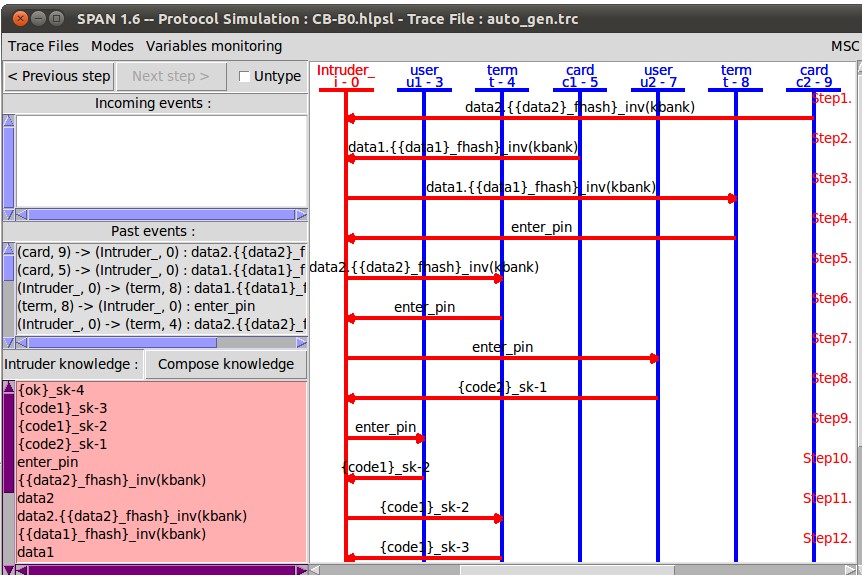 SPAN 1.6 -- Protocol Simulation : CB-B0.hlpsl - Trace File : auto_gen.trc
Trace Files Modes Variables monitoring MSC
< Previous step Next step > Untype
Incoming events :
Past events :
(card, 9) -> (Intruder_, 0) : data2.{{data2}_f
(card, 5) -> (Intruder_, 0) : data1.{{data1}_f
(Intruder_, 0) -> (term, 8) : data1.{{data1}_f
(term, 8) -> (Intruder_, 0) : enter_pin
(Intruder_, 0) -> (term, 4) : data2.{{data2}_f
Intruder knowledge : Compose knowledge
{ok}_sk-4
{code1}_sk-3
{code1}_sk-2
{code2}_sk-1
enter_pin
{{data2}_fhash}_inv(kbank)
data2
data2.{{data2}_fhash}_inv(kbank)
{{data1}_fhash}_inv(kbank)
data1
Intruder_ user term card user term card
i - 0 u1 - 3 t - 4 c1 - 5 u2 - 7 t - 8 c2 - 9
Step1.
data2.{{data2}_fhash}_inv(kbank)
Step2.
data1.{{data1}_fhash}_inv(kbank)
Step3.
data1.{{data1}_fhash}_inv(kbank)
Step4.
enter_pin
Step5.
data2.{{data2}_fhash}_inv(kbank)
Step6.
enter_pin
Step7.
enter_pin
Step8.
{code2}_sk-1
Step9.
enter_pin
Step10.
{code1}_sk-2
Step11.
{code1}_sk-2
Step12.
{code1}_sk-3